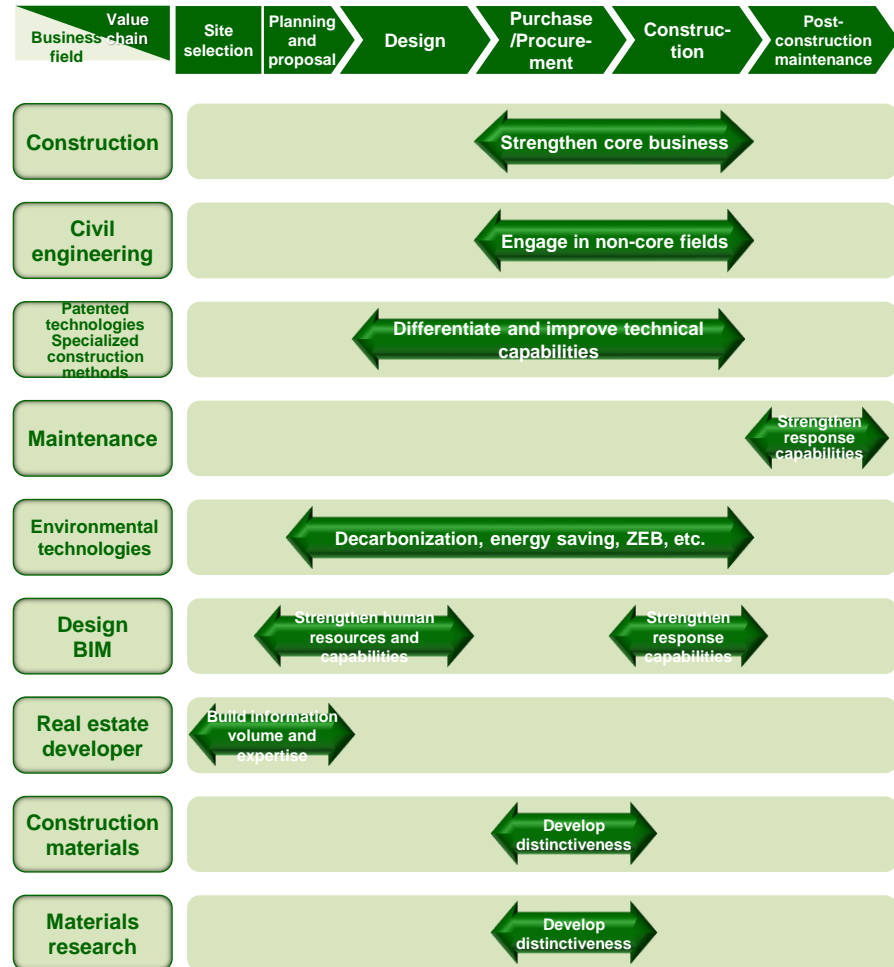 Value
chain
Business
field
Site
selection
Planning
and
proposal
Design
Purchase
/Procure-
ment
Construc-
tion
Post-
construction
maintenance
Construction
Strengthen core business
Civil
engineering
Engage in non-core fields
Patented
technologies
Specialized
construction
methods
Differentiate and improve technical
capabilities
Maintenance
Strengthen
response
capabilities
Environmental
technologies
Decarbonization, energy saving, ZEB, etc.
Design
BIM
Strengthen human
resources and
capabilities
Strengthen
response
capabilities
Real estate
developer
Build information
volume and
expertise
Construction
materials
Develop
distinctiveness
Materials
research
Develop
distinctiveness